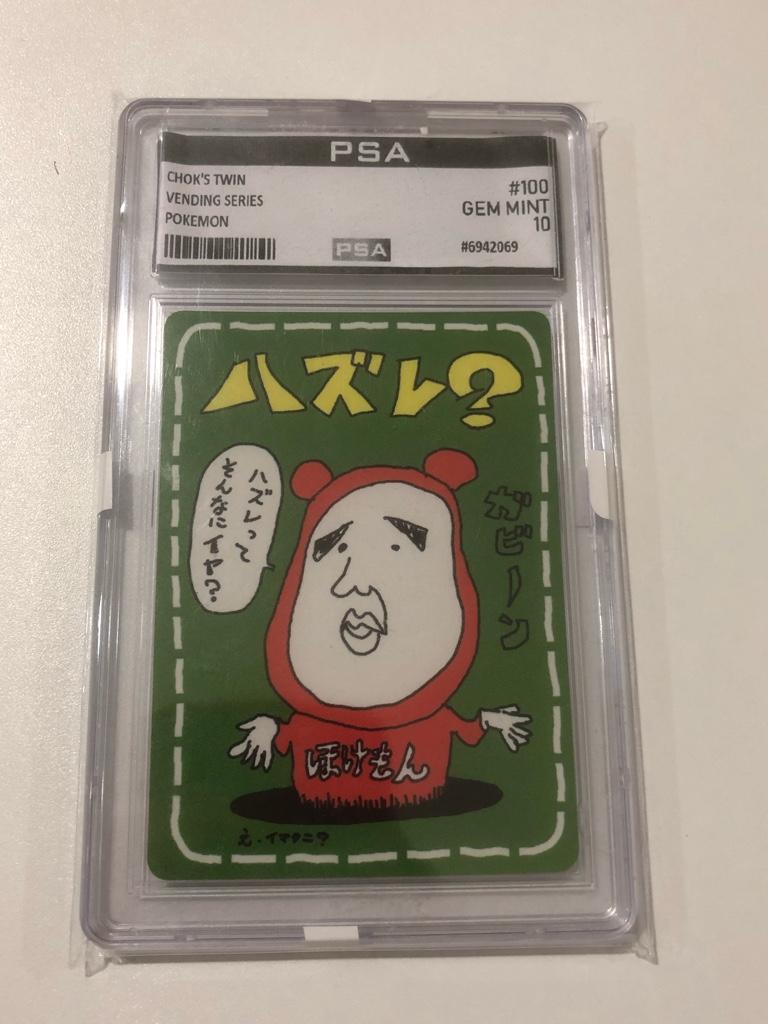 PSA
CHOK'S TWIN
VENDING SERIES
POKEMON
#100
GEM MINT
10
PSA
#6942069
ハズレ?
ハズレって
そんなにイヤ?
ガビーン
ほけもん
え・イマクニ?